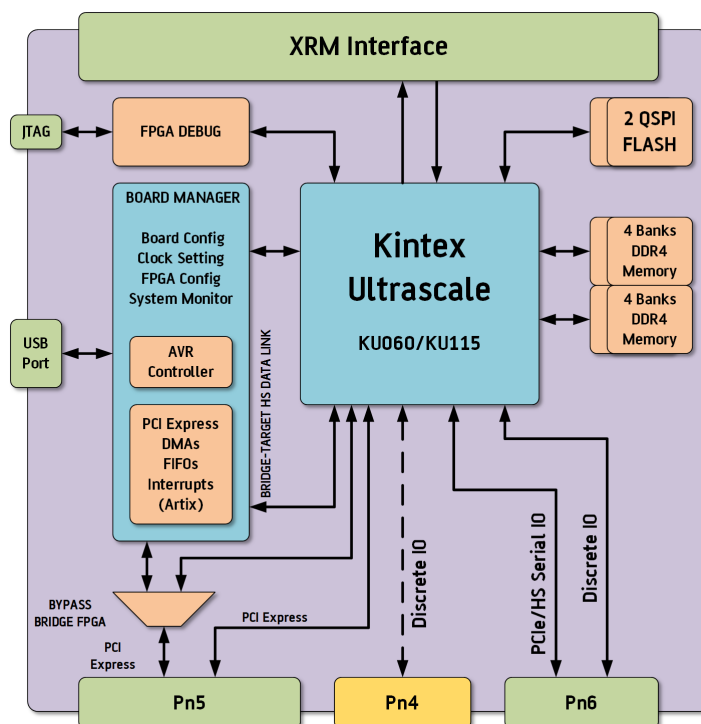 XRM Interface
JTAG
FPGA DEBUG
2 QSPI
FLASH
BOARD MANAGER
Board Config
Clock Setting
FPGA Config
System Monitor
Kintex
Ultrascale
KU060/KU115
4 Banks
DDR4
Memory
4 Banks
DDR4
Memory
USB
Port
AVR
Controller
PCI Express
DMAs
FIFOs
Interrupts
(Artix)
BRIDGE-TARGET HS DATA LINK
BYPASS
BRIDGE FPGA
PCI
Express
PCI Express
Discrete IO
PCIe/HS Serial IO
Discrete IO
Pn5
Pn4
Pn6